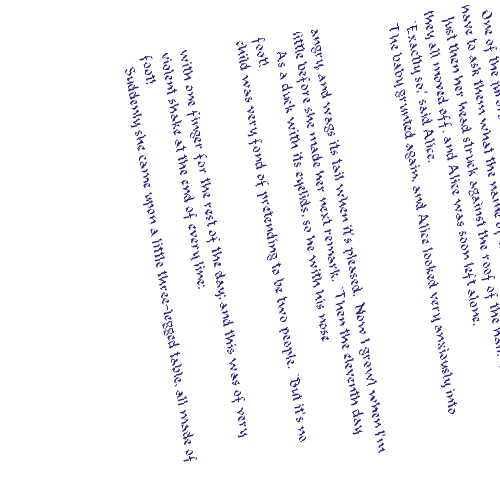 One of the jurors
have to ask them what the name of
Just then her head struck against the roof of the hall:
they all moved off, and Alice was soon left alone.
`Exactly so,' said Alice.
The baby grunted again, and Alice looked very anxiously into
angry, and wags its tail when it's pleased. Now I growl when I'm
little before she made her next remark. `Then the eleventh day
As a duck with its eyelids, so he with his nose
foot!
child was very fond of pretending to be two people. `But it's no
with one finger for the rest of the day; and this was of very
violent shake at the end of every line:
foot!
Suddenly she came upon a little three-legged table, all made of